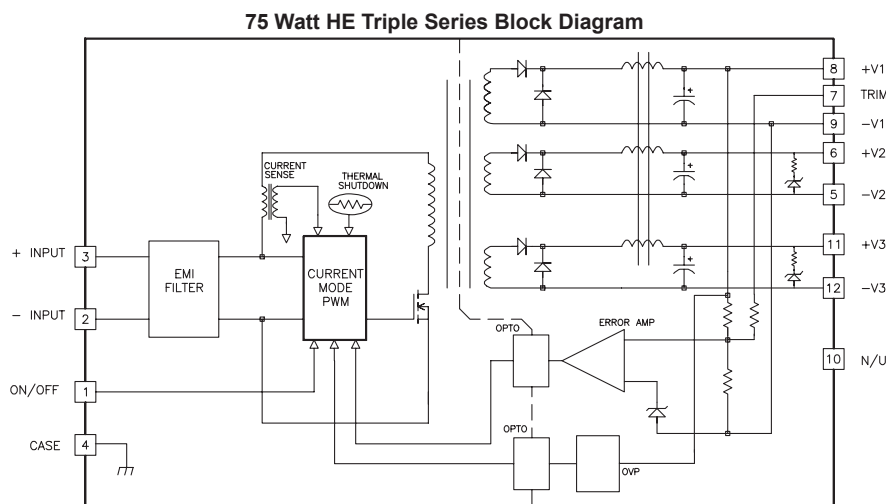 75 Watt HE Triple Series Block Diagram
8 +V1
7 TRIM
9 −V1
CURRENT
SENSE
THERMAL
SHUTDOWN
6 +V2
5 −V2
+ INPUT 3
EMI
FILTER
CURRENT
MODE
PWM
11 +V3
12 −V3
− INPUT 2
OPTO
ERROR AMP
10 N/U
ON/OFF 1
CASE 4
OPTO
OVP
+
+
+